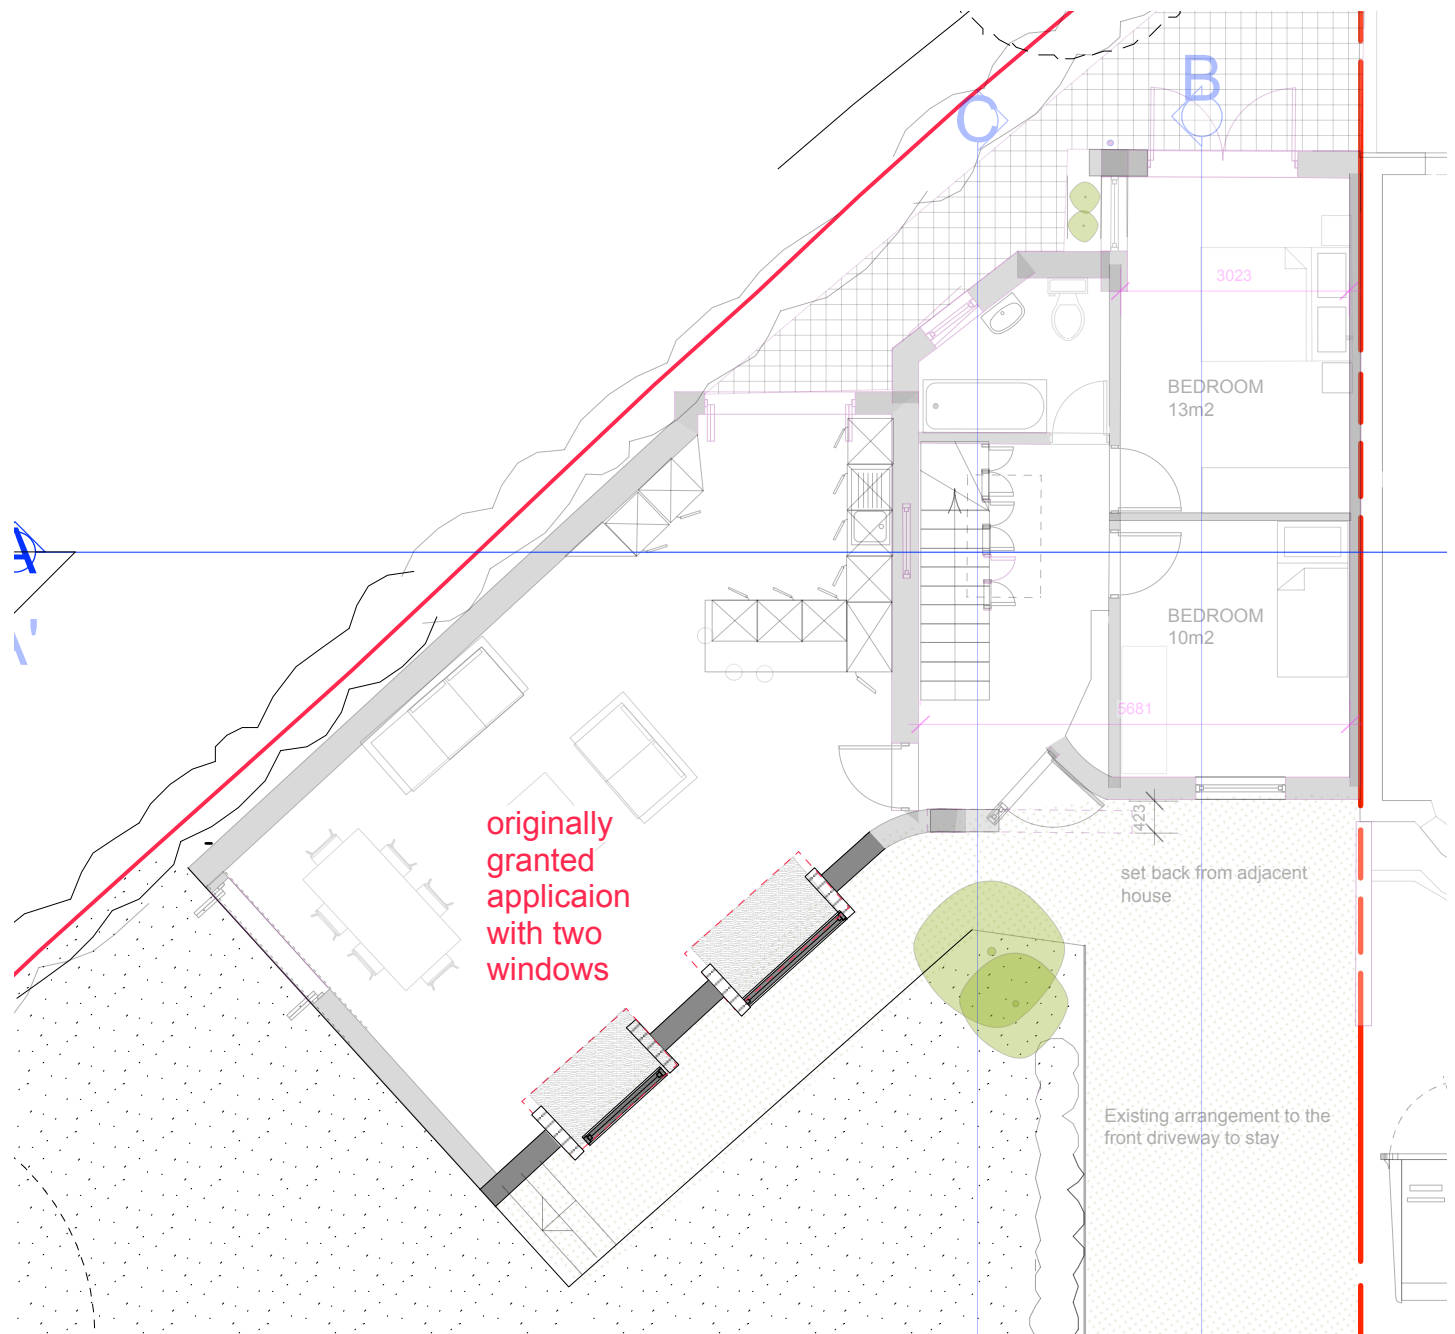 B
C
3023
BEDROOM
13m2
A
A'
BEDROOM
10m2
5681
originally
granted
applicaion
with two
windows
423
set back from adjacent
house
Existing arrangement to the
front driveway to stay